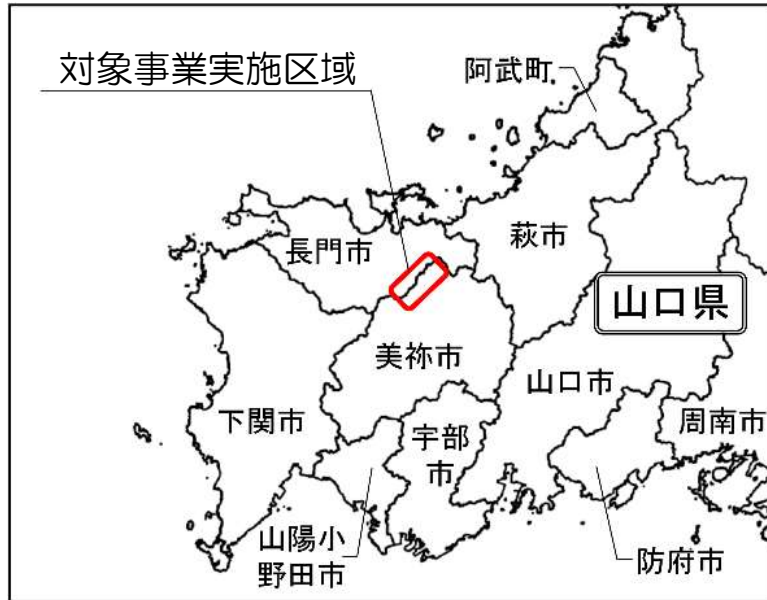 対象事業実施区域
阿武町
長門市
萩市
山口県
美祢市
山口市
下関市
宇部
市
周南市
山陽小
野田市
防府市